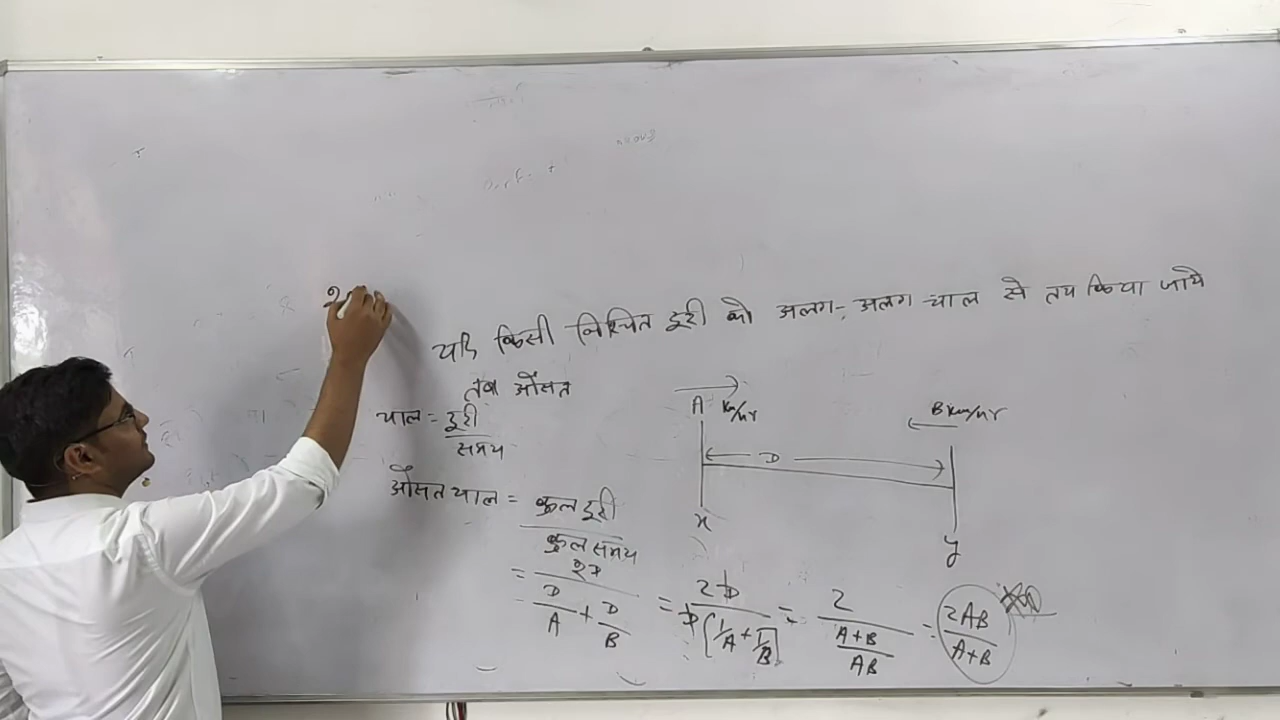 यदि किसी निश्चित दूरी को अलग-अलग चाल से तय किया जाये
तब औसत
चाल = दूरी / समय
A km/hr
B km/hr
D
x
y
औसत चाल = कुल दूरी / कुल समय
= 2D / (D/A + D/B) = 2D / D[1/A + 1/B] = 2 / ((A+B)/AB) = 2AB / (A+B)